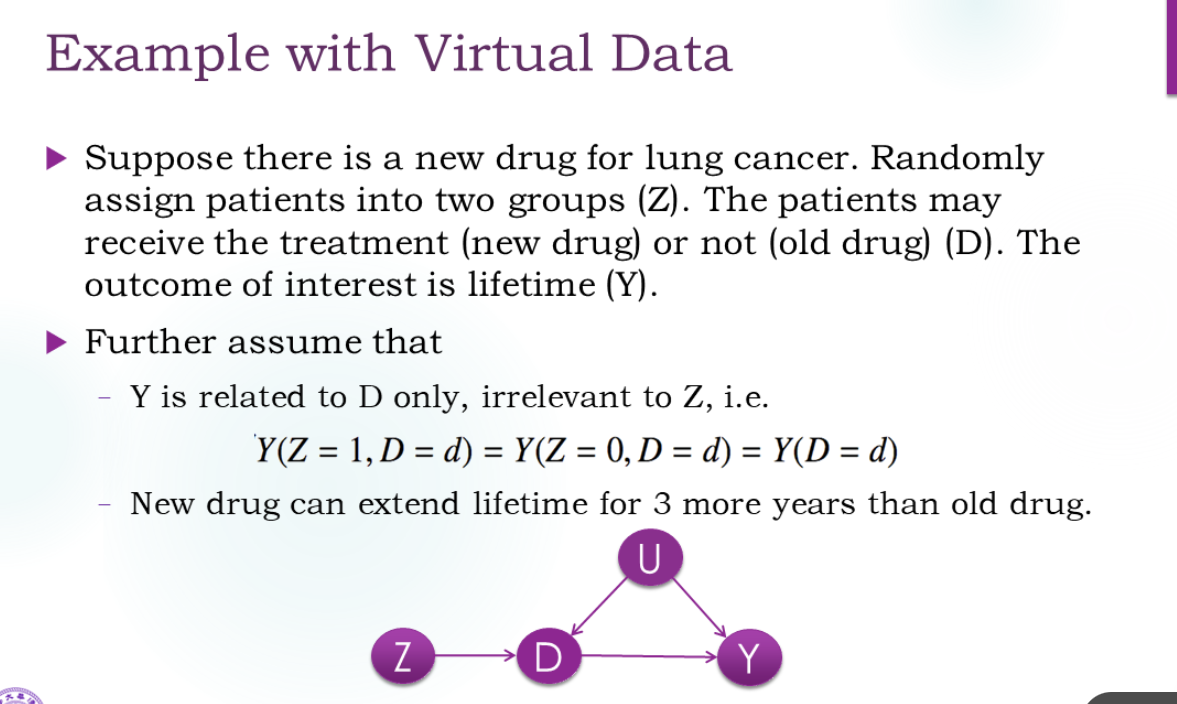 Example with Virtual Data
Suppose there is a new drug for lung cancer. Randomly
assign patients into two groups (Z). The patients may
receive the treatment (new drug) or not (old drug) (D). The
outcome of interest is lifetime (Y).
Further assume that
- Y is related to D only, irrelevant to Z, i.e.
Y(Z = 1, D = d) = Y(Z = 0, D = d) = Y(D = d)
- New drug can extend lifetime for 3 more years than old drug.
U
Z D Y